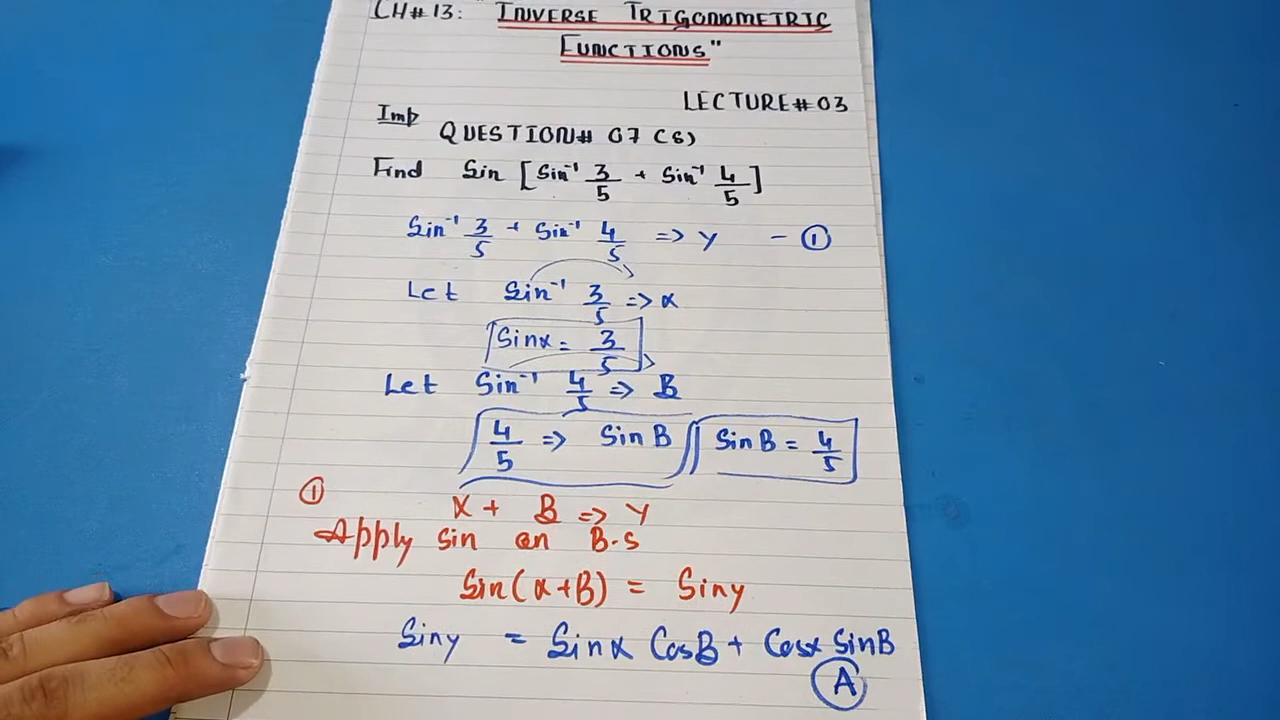 CH# 13: "INVERSE TRIGONOMETRIC
FUNCTIONS"
LECTURE# 03
Imp
QUESTION# 07 (6)
Find Sin [Sin⁻¹ 3/5 + Sin⁻¹ 4/5]
Sin⁻¹ 3/5 + Sin⁻¹ 4/5 => y - ①
Let Sin⁻¹ 3/5 => α
Sinα = 3/5
Let Sin⁻¹ 4/5 => B
4/5 => Sin B Sin B = 4/5
①
α + B => y
Apply sin on B.S
Sin(α+B) = Siny
Siny = Sinα CosB + Cosα SinB
Ⓐ